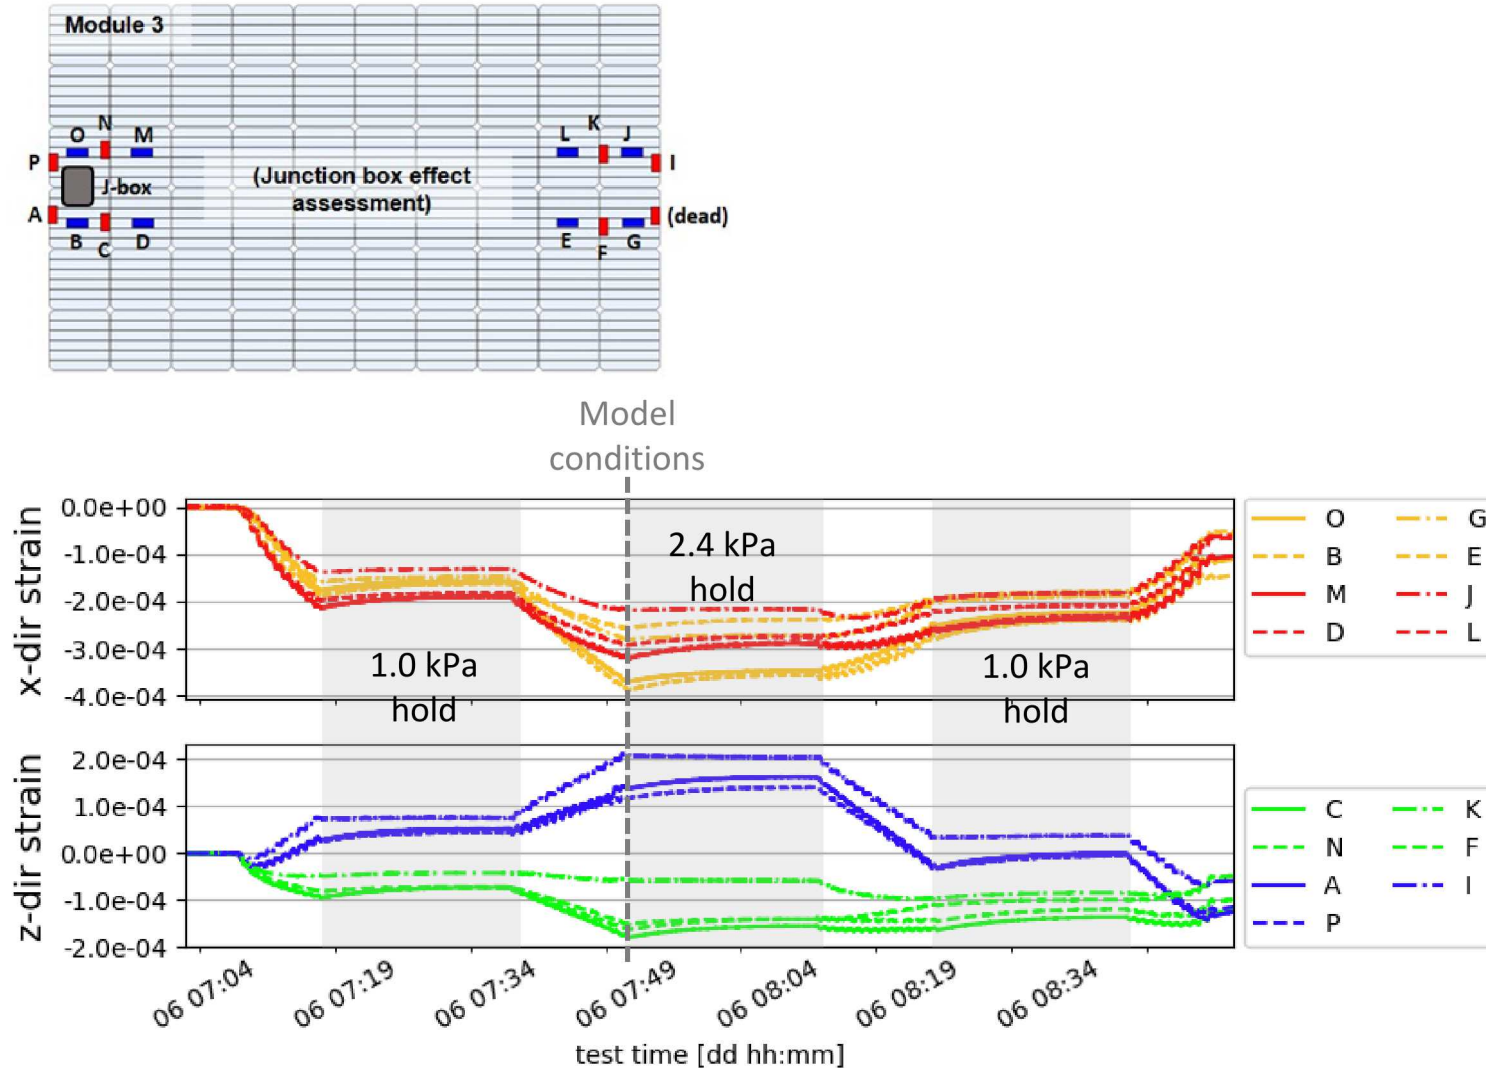 Module 3
N
O
M
P
J-box
A
B
C
D
(Junction box effect
assessment)
K
L
J
I
(dead)
E
F
G
Model
conditions
x-dir strain
0.0e+00
-1.0e-04
-2.0e-04
-3.0e-04
-4.0e-04
1.0 kPa
hold
2.4 kPa
hold
1.0 kPa
hold
O
G
B
E
M
J
D
L
z-dir strain
2.0e-04
1.0e-04
0.0e+00
-1.0e-04
-2.0e-04
C
K
N
F
A
I
P
06 07:04
06 07:19
06 07:34
06 07:49
06 08:04
06 08:19
06 08:34
test time [dd hh:mm]